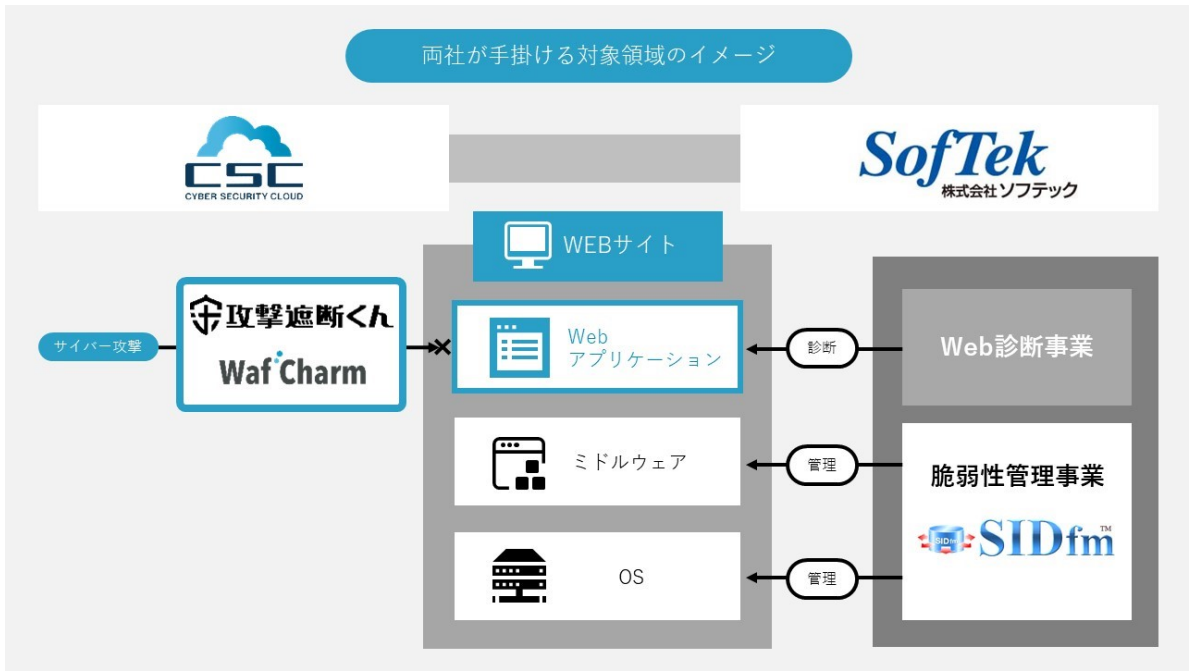 両社が手掛ける対象領域のイメージ
CSC
CYBER SECURITY CLOUD
SofTek
株式会社ソフテック
WEBサイト
サイバー攻撃
攻撃遮断くん
WafCharm
Web
アプリケーション
診断
Web診断事業
ミドルウェア
管理
脆弱性管理事業
SIDfm
SIDfm™
OS
管理